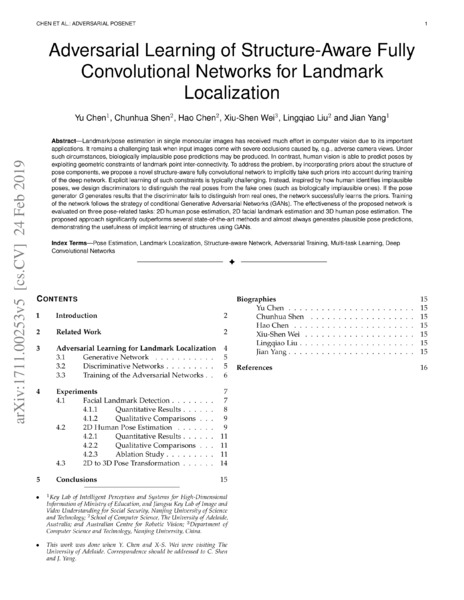 CHEN ET AL.: ADVERSARIAL POSENET
1
Adversarial Learning of Structure-Aware Fully
Convolutional Networks for Landmark
Localization
Yu Chen1, Chunhua Shen2, Hao Chen2, Xiu-Shen Wei3, Lingqiao Liu2 and Jian Yang1
Abstract—Landmark/pose estimation in single monocular images has received much effort in computer vision due to its important
applications. It remains a challenging task when input images come with severe occlusions caused by, e.g., adverse camera views. Under
such circumstances, biologically implausible pose predictions may be produced. In contrast, human vision is able to predict poses by
exploiting geometric constraints of landmark point inter-connectivity. To address the problem, by incorporating priors about the structure of
pose components, we propose a novel structure-aware fully convolutional network to implicitly take such priors into account during training
of the deep network. Explicit learning of such constraints is typically challenging. Instead, inspired by how human identifies implausible
poses, we design discriminators to distinguish the real poses from the fake ones (such as biologically implausible ones). If the pose
generator G generates results that the discriminator fails to distinguish from real ones, the network successfully learns the priors. Training
of the network follows the strategy of conditional Generative Adversarial Networks (GANs). The effectiveness of the proposed network is
evaluated on three pose-related tasks: 2D human pose estimation, 2D facial landmark estimation and 3D human pose estimation. The
proposed approach significantly outperforms several state-of-the-art methods and almost always generates plausible pose predictions,
demonstrating the usefulness of implicit learning of structures using GANs.
Index Terms—Pose Estimation, Landmark Localization, Structure-aware Network, Adversarial Training, Multi-task Learning, Deep
Convolutional Networks
arXiv:1711.00253v5 [cs.CV] 24 Feb 2019
CONTENTS
1 Introduction 2
2 Related Work 2
3 Adversarial Learning for Landmark Localization 4
3.1 Generative Network . . . . . . . . . . . 5
3.2 Discriminative Networks . . . . . . . . . 5
3.3 Training of the Adversarial Networks . . 6
4 Experiments 7
4.1 Facial Landmark Detection . . . . . . . . 7
4.1.1 Quantitative Results . . . . . . 8
4.1.2 Qualitative Comparisons . . . 9
4.2 2D Human Pose Estimation . . . . . . . 9
4.2.1 Quantitative Results . . . . . . 11
4.2.2 Qualitative Comparisons . . . 11
4.2.3 Ablation Study . . . . . . . . . 11
4.3 2D to 3D Pose Transformation . . . . . . 14
5 Conclusions 15
Biographies 15
Yu Chen . . . . . . . . . . . . . . . . . . . . . . 15
Chunhua Shen . . . . . . . . . . . . . . . . . . 15
Hao Chen . . . . . . . . . . . . . . . . . . . . . 15
Xiu-Shen Wei . . . . . . . . . . . . . . . . . . . 15
Lingqiao Liu . . . . . . . . . . . . . . . . . . . . 15
Jian Yang . . . . . . . . . . . . . . . . . . . . . . 15
References 16
• 1Key Lab of Intelligent Perception and Systems for High-Dimensional
Information of Ministry of Education, and Jiangsu Key Lab of Image and
Video Understanding for Social Security, Nanjing University of Science
and Technology; 2School of Computer Science, The University of Adelaide,
Australia; and Australian Centre for Robotic Vision; 3Department of
Computer Science and Technology, Nanjing University, China.
• This work was done when Y. Chen and X-S. Wei were visiting The
University of Adelaide. Correspondence should be addressed to C. Shen
and J. Yang.